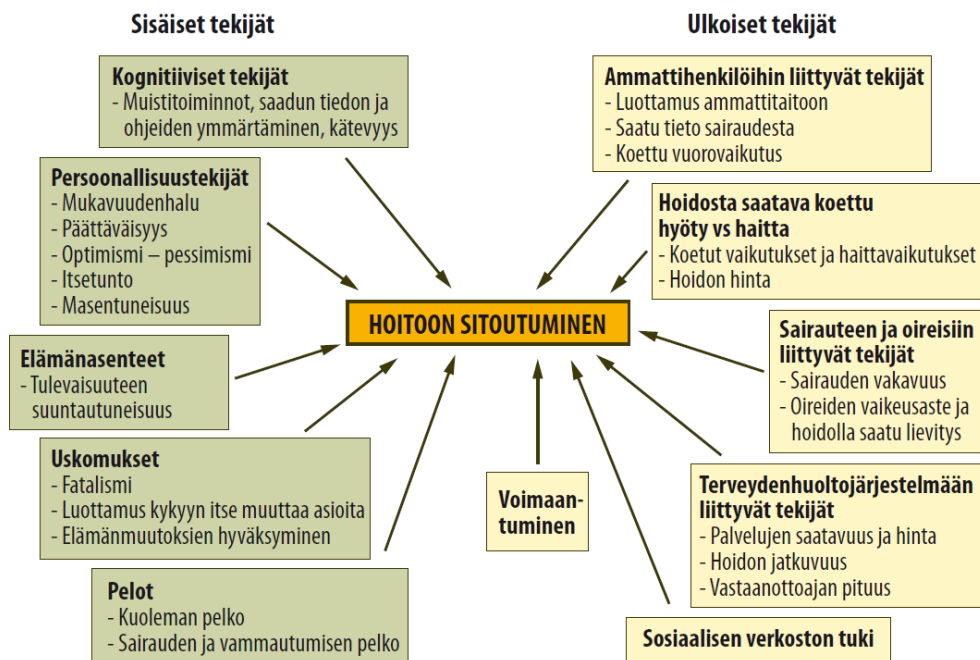 Sisäiset tekijät
Kognitiiviset tekijät
- Muistitoiminnot, saadun tiedon ja
ohjeiden ymmärtäminen, kätevyys
Persoonallisuustekijät
- Mukavuudenhalu
- Päättäväisyys
- Optimismi – pessimismi
- Itsetunto
- Masentuneisuus
Elämänasenteet
- Tulevaisuuteen
suuntautuneisuus
Uskomukset
- Fatalismi
- Luottamus kykyyn itse muuttaa asioita
- Elämänmuutoksien hyväksyminen
Pelot
- Kuoleman pelko
- Sairauden ja vammautumisen pelko
HOITOON SITOUTUMINEN
Ulkoiset tekijät
Ammattihenkilöihin liittyvät tekijät
- Luottamus ammattitaitoon
- Saatu tieto sairaudesta
- Koettu vuorovaikutus
Hoidosta saatava koettu
hyöty vs haitta
- Koetut vaikutukset ja haittavaikutukset
- Hoidon hinta
Sairauteen ja oireisiin
liittyvät tekijät
- Sairauden vakavuus
- Oireiden vaikeusaste ja
hoidolla saatu lievitys
Terveydenhuoltojärjestelmään
liittyvät tekijät
- Palvelujen saatavuus ja hinta
- Hoidon jatkuvuus
- Vastaanottoajan pituus
Voimaan-
tuminen
Sosiaalisen verkoston tuki